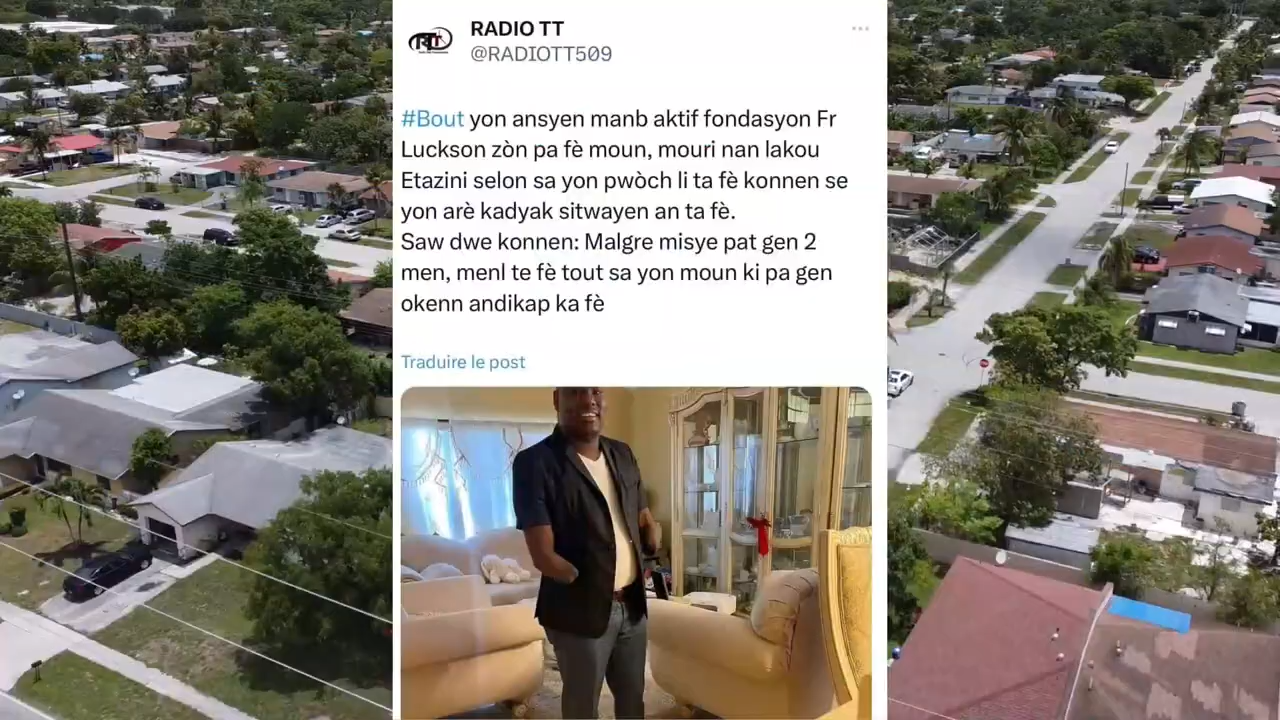 RADIO TT
@RADIOTT509
#Bout yon ansyen manb aktif fondasyon Fr
Luckson zòn pa fè moun, mouri nan lakou
Etazini selon sa yon pwòch li ta fè konnen se
yon arè kadyak sitwayen an ta fè.
Saw dwe konnen: Malgre misye pat gen 2
men, menl te fè tout sa yon moun ki pa gen
okenn andikap ka fè
Traduire le post